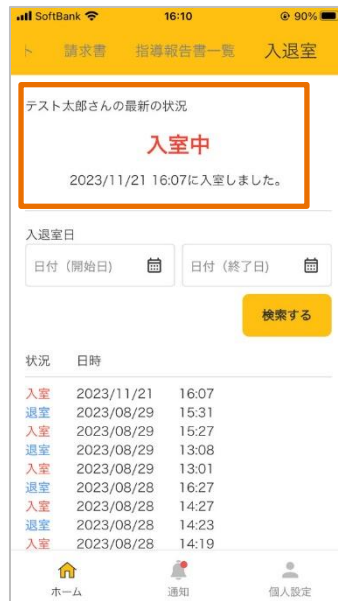 SoftBank 16:10 90%
ト 請求書 指導報告書一覧 入退室
テスト太郎さんの最新の状況
入室中
2023/11/21 16:07に入室しました。
入退室日
日付（開始日) 日付（終了日)
検索する
状況 日時
入室 2023/11/21 16:07
退室 2023/08/29 15:31
入室 2023/08/29 15:27
退室 2023/08/29 13:08
入室 2023/08/29 13:01
退室 2023/08/28 16:27
入室 2023/08/28 14:27
退室 2023/08/28 14:23
入室 2023/08/28 14:19
ホーム 通知 個人設定